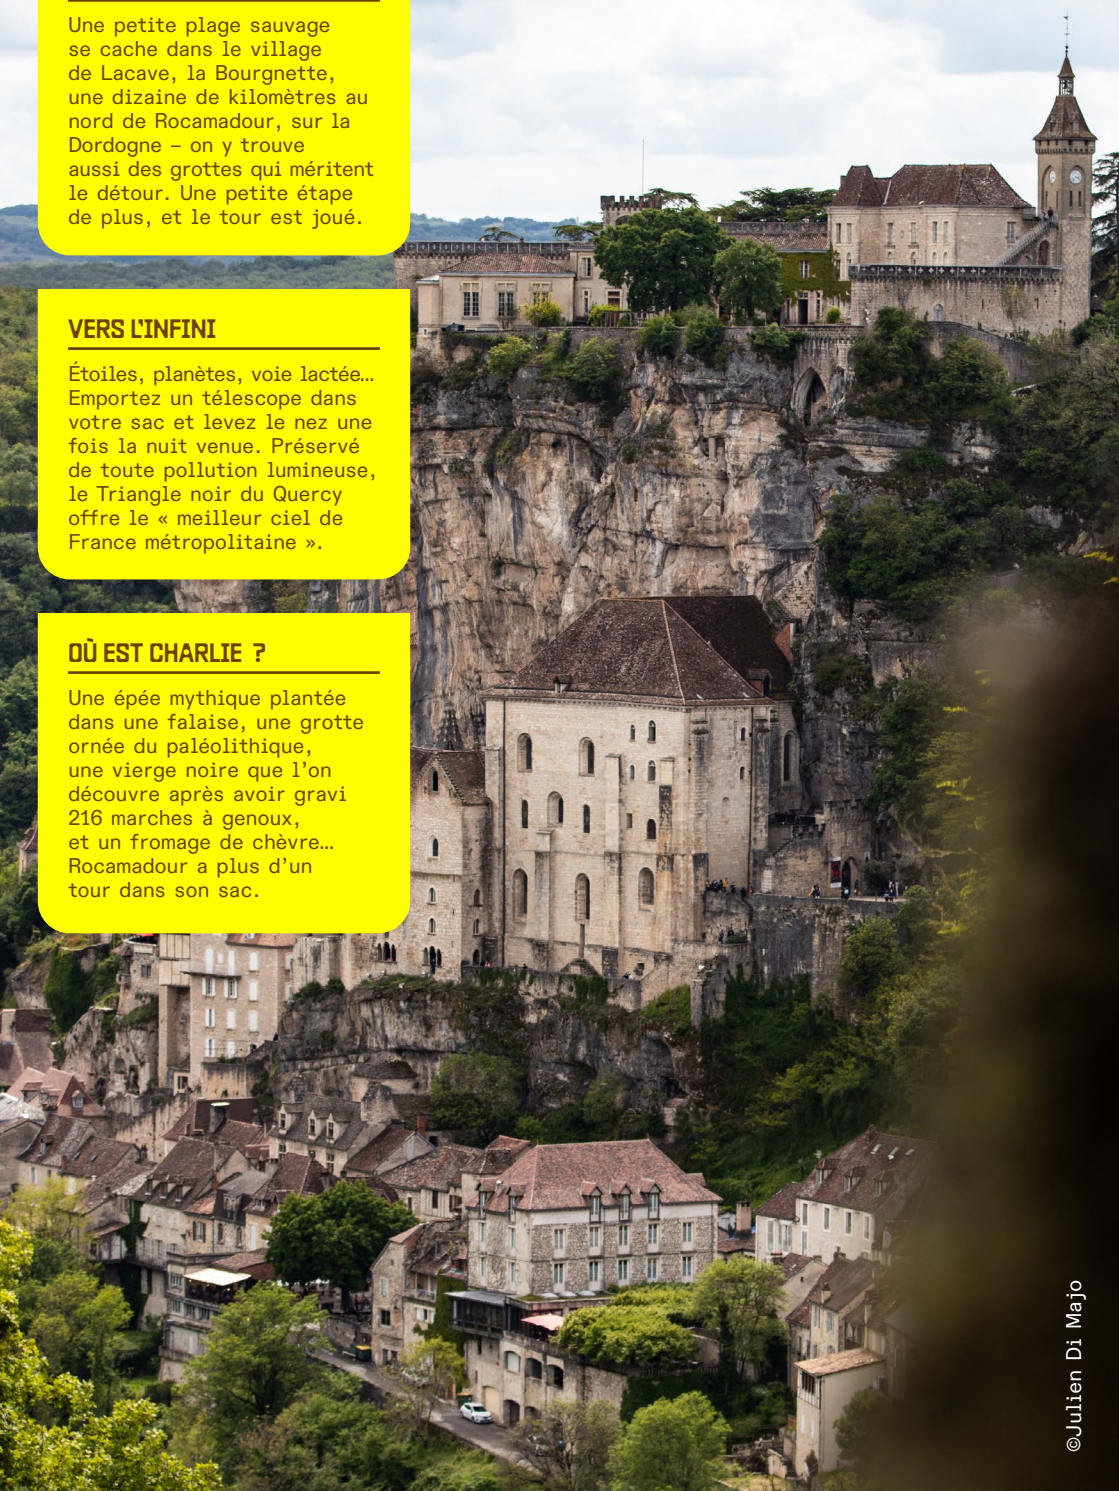 Une petite plage sauvage
se cache dans le village
de Lacave, la Bourgnette,
une dizaine de kilomètres au
nord de Rocamadour, sur la
Dordogne – on y trouve
aussi des grottes qui méritent
le détour. Une petite étape
de plus, et le tour est joué.
VERS L'INFINI
Étoiles, planètes, voie lactée...
Emportez un télescope dans
votre sac et levez le nez une
fois la nuit venue. Préservé
de toute pollution lumineuse,
le Triangle noir du Quercy
offre le « meilleur ciel de
France métropolitaine ».
OÙ EST CHARLIE ?
Une épée mythique plantée
dans une falaise, une grotte
ornée du paléolithique,
une vierge noire que l'on
découvre après avoir gravi
216 marches à genoux,
et un fromage de chèvre...
Rocamadour a plus d'un
tour dans son sac.
©Julien Di Majo